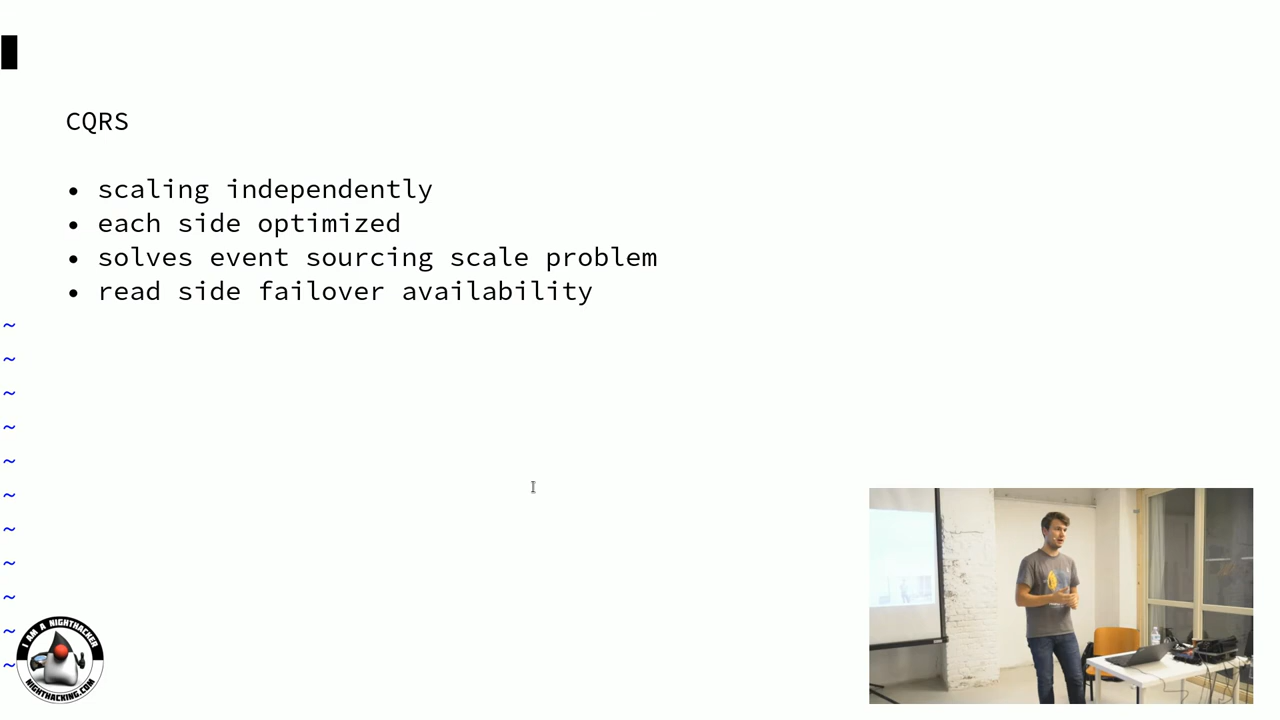 CQRS
• scaling independently
• each side optimized
• solves event sourcing scale problem
• read side failover availability
~
~
~
~
~
~
~
~
~
~
~
I AM A NIGHTHACKER
NIGHTHACKING.COM